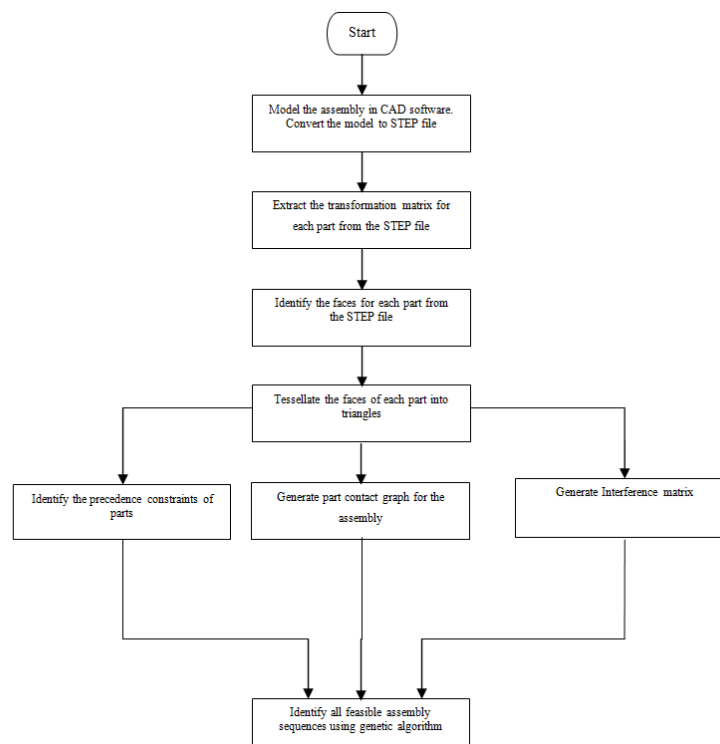 Start
Model the assembly in CAD software.
Convert the model to STEP file
Extract the transformation matrix for
each part from the STEP file
Identify the faces for each part from
the STEP file
Tessellate the faces of each part into
triangles
Identify the precedence constraints of
parts
Generate part contact graph for the
assembly
Generate Interference matrix
Identify all feasible assembly
sequences using genetic algorithm